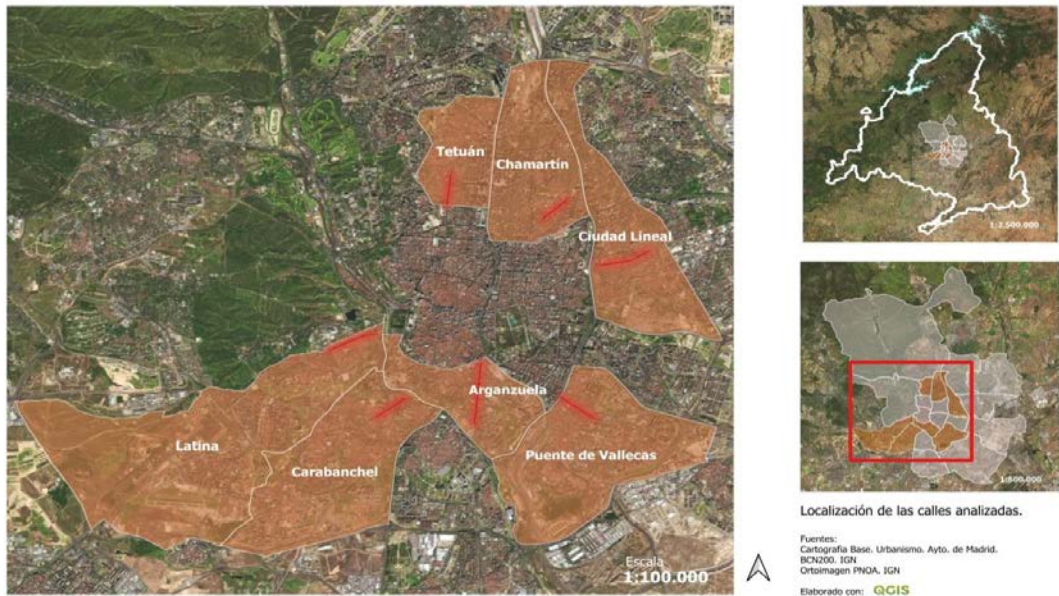 Tetuán
Chamartín
Ciudad Lineal
Arganzuela
Latina
Carabanchel
Puente de Vallecas
Escala
1:100.000
1:2.500.000
1:500.000
Localización de las calles analizadas.
Fuentes:
Cartografia Base. Urbanismo. Ayto. de Madrid.
BCN200. IGN
Ortoimagen PNOA. IGN
Elaborado con: QGIS